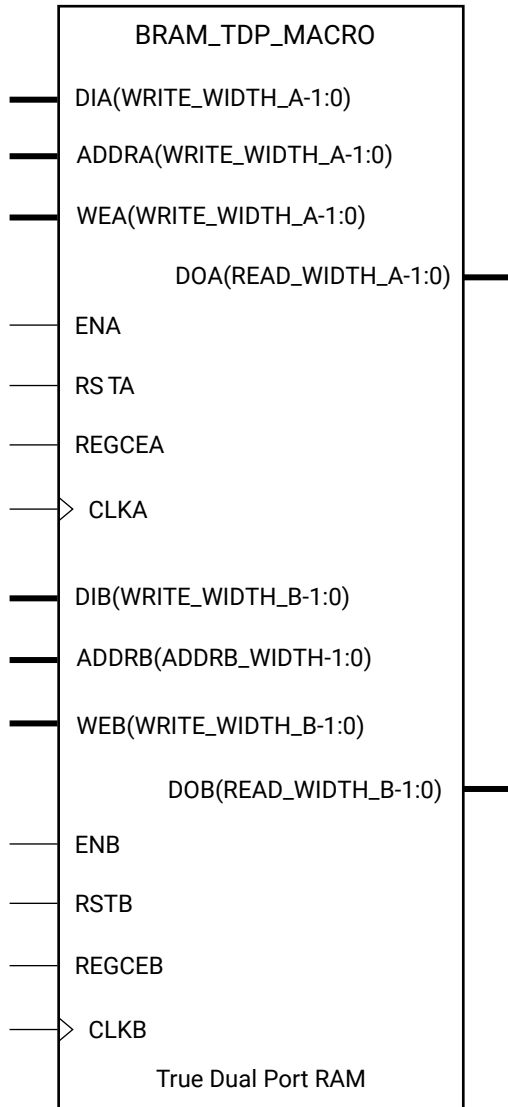 BRAM_TDP_MACRO
DIA(WRITE_WIDTH_A-1:0)
ADDRA(WRITE_WIDTH_A-1:0)
WEA(WRITE_WIDTH_A-1:0)
DOA(READ_WIDTH_A-1:0)
ENA
RS TA
REGCEA
CLKA
DIB(WRITE_WIDTH_B-1:0)
ADDRB(ADDRB_WIDTH-1:0)
WEB(WRITE_WIDTH_B-1:0)
DOB(READ_WIDTH_B-1:0)
ENB
RSTB
REGCEB
CLKB
True Dual Port RAM